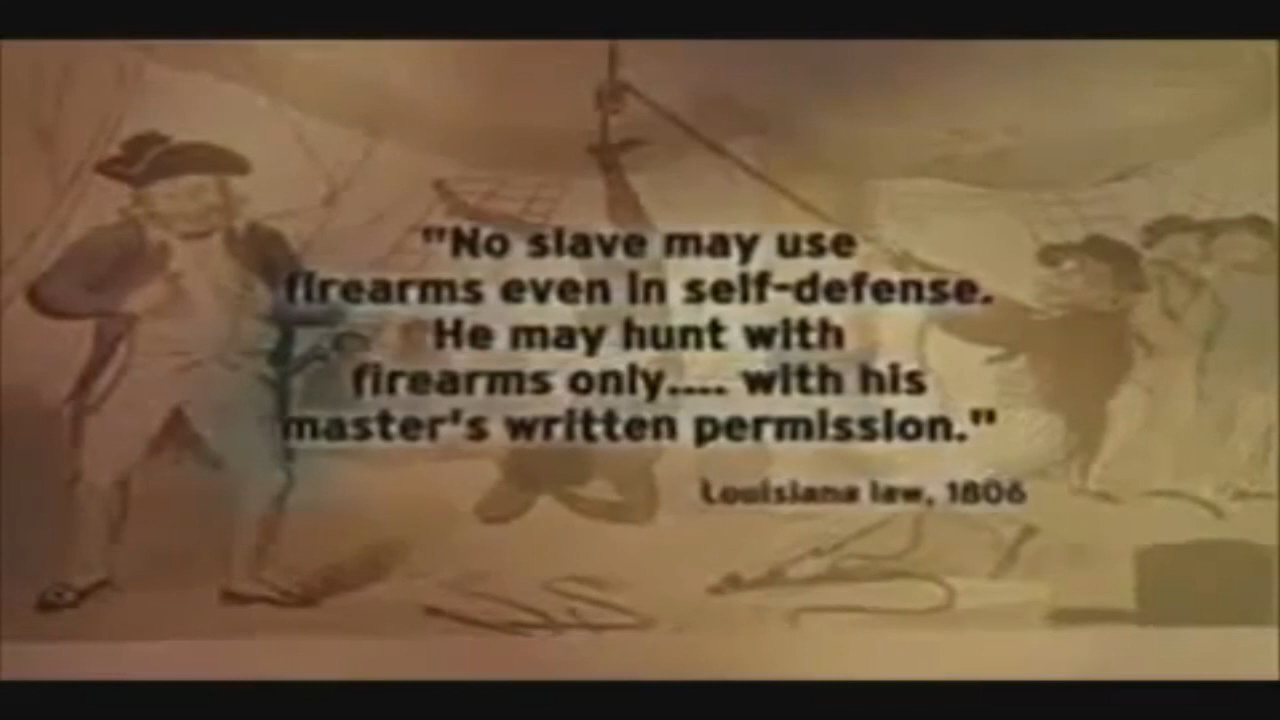 "No slave may use
firearms even in self-defense.
He may hunt with
firearms only.... with his
master's written permission."
Louisiana law, 1806